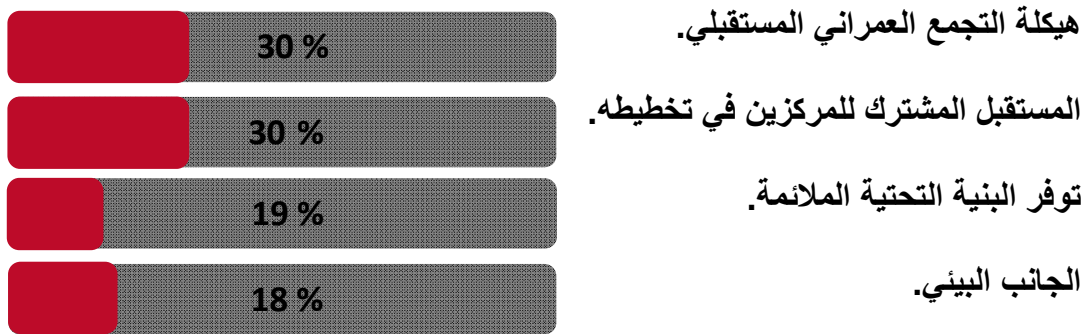 هيكلة التجمع العمراني المستقبلي.
30 %
المستقبل المشترك للمركزين في تخطيطه.
30 %
توفر البنية التحتية الملائمة.
19 %
الجانب البيئي.
18 %